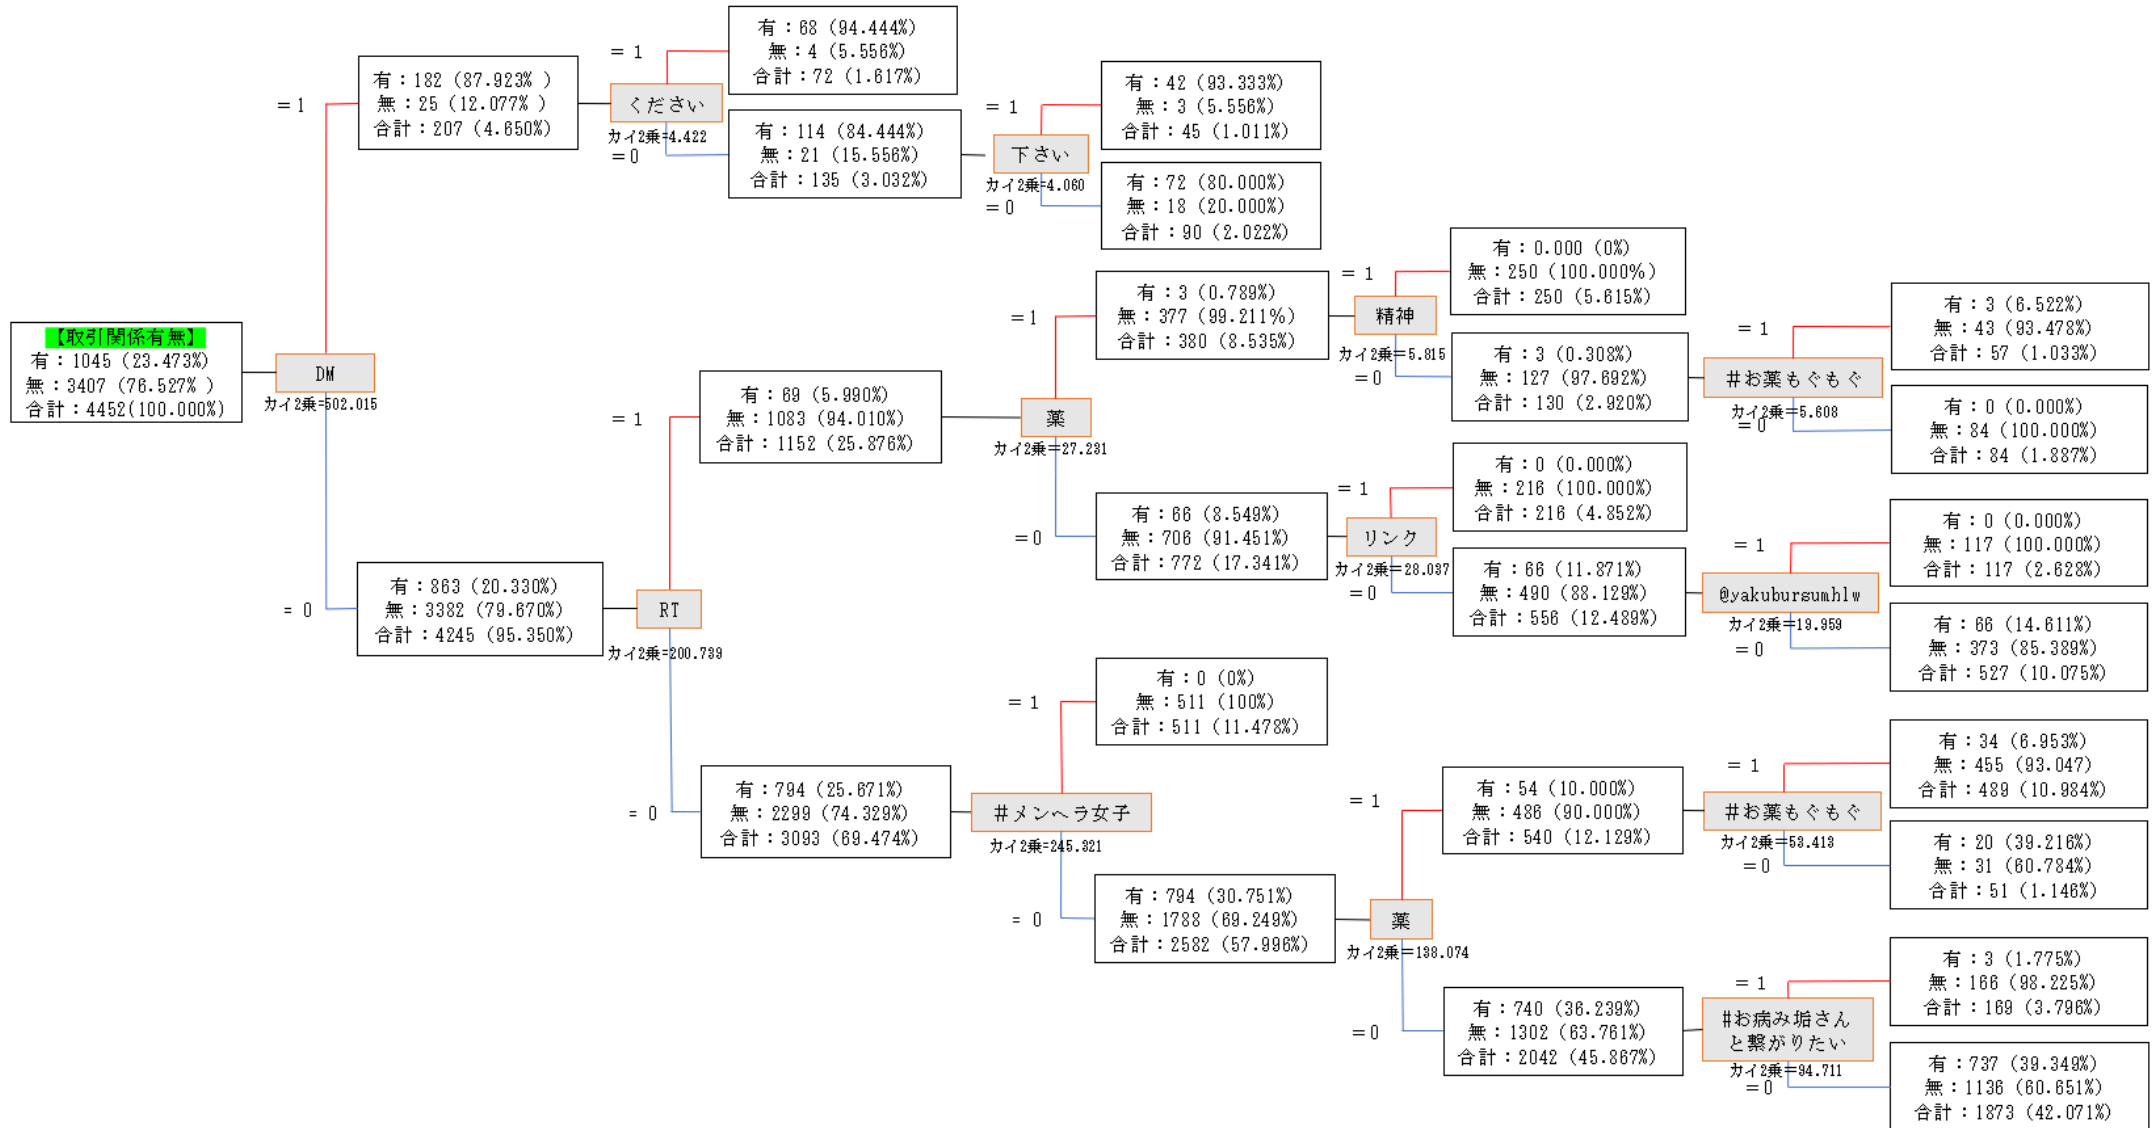 【取引関係有無】
有：1045 (23.473%)
無：3407 (76.527% )
合計：4452(100.000%)
DM
カイ2乗=502.015
= 1
有：182 (87.923% )
無：25 (12.077% )
合計：207 (4.650%)
ください
カイ2乗=4.422
= 1
有：68 (94.444%)
無：4 (5.556%)
合計：72 (1.617%)
= 0
有：114 (84.444%)
無：21 (15.556%)
合計：135 (3.032%)
下さい
カイ2乗=4.060
= 1
有：42 (93.333%)
無：3 (5.556%)
合計：45 (1.011%)
= 0
有：72 (80.000%)
無：18 (20.000%)
合計：90 (2.022%)
= 0
有：863 (20.330%)
無：3382 (79.670%)
合計：4245 (95.350%)
RT
カイ2乗=200.739
= 1
有：69 (5.990%)
無：1083 (94.010%)
合計：1152 (25.876%)
薬
カイ2乗=27.231
= 1
有：3 (0.789%)
無：377 (99.211%)
合計：380 (8.535%)
精神
カイ2乗=5.815
= 1
有：0.000 (0%)
無：250 (100.000%)
合計：250 (5.615%)
= 0
有：3 (0.308%)
無：127 (97.692%)
合計：130 (2.920%)
#お薬もぐもぐ
カイ2乗=5.608
= 1
有：3 (6.522%)
無：43 (93.478%)
合計：57 (1.033%)
= 0
有：0 (0.000%)
無：84 (100.000%)
合計：84 (1.887%)
= 0
有：66 (8.549%)
無：706 (91.451%)
合計：772 (17.341%)
リンク
カイ2乗=28.037
= 1
有：0 (0.000%)
無：216 (100.000%)
合計：216 (4.852%)
= 0
有：66 (11.871%)
無：490 (88.129%)
合計：556 (12.489%)
@yakubursumhlw
カイ2乗=19.959
= 1
有：0 (0.000%)
無：117 (100.000%)
合計：117 (2.628%)
= 0
有：66 (14.611%)
無：373 (85.389%)
合計：527 (10.075%)
= 0
有：794 (25.671%)
無：2299 (74.329%)
合計：3093 (69.474%)
#メンヘラ女子
カイ2乗=245.321
= 1
有：0 (0%)
無：511 (100%)
合計：511 (11.478%)
= 0
有：794 (30.751%)
無：1788 (69.249%)
合計：2582 (57.996%)
薬
カイ2乗=138.074
= 1
有：54 (10.000%)
無：486 (90.000%)
合計：540 (12.129%)
#お薬もぐもぐ
カイ2乗=53.413
= 1
有：34 (6.953%)
無：455 (93.047)
合計：489 (10.984%)
= 0
有：20 (39.216%)
無：31 (60.784%)
合計：51 (1.146%)
= 0
有：740 (36.239%)
無：1302 (63.761%)
合計：2042 (45.867%)
#お病み垢さん
と繋がりたい
カイ2乗=94.711
= 1
有：3 (1.775%)
無：166 (98.225%)
合計：169 (3.796%)
= 0
有：737 (39.349%)
無：1136 (60.651%)
合計：1873 (42.071%)